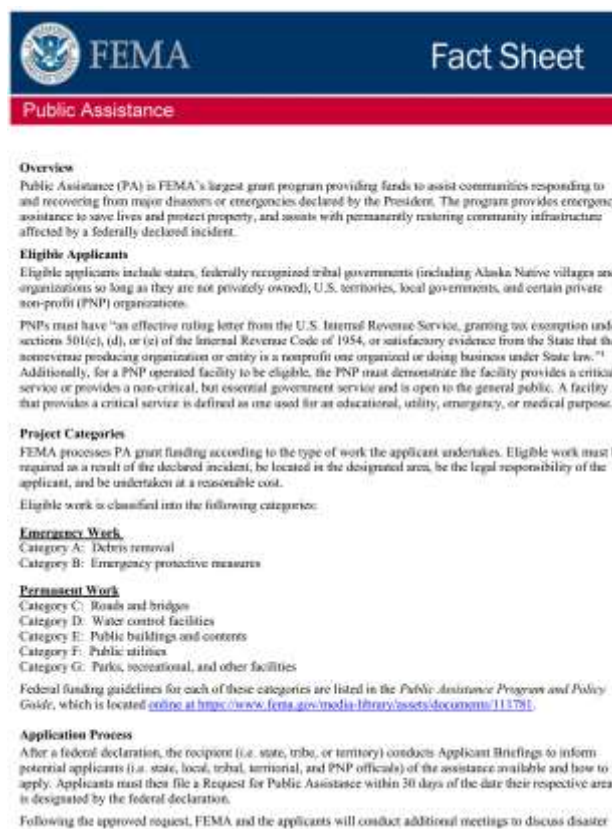 FEMA
Fact Sheet
Public Assistance
Overview
Public Assistance (PA) is FEMA's largest grant program providing funds to assist communities responding to
and recovering from major disasters or emergencies declared by the President. The program provides emergenc
assistance to save lives and protect property, and assists with permanently restoring community infrastructure
affected by a federally declared incident.
Eligible Applicants
Eligible applicants include states, federally recognized tribal governments (including Alaska Native villages and
organizations so long as they are not privately owned), U.S. territories, local governments, and certain private
non-profit (PNP) organizations.
PNPs must have "an effective ruling letter from the U.S. Internal Revenue Service, granting tax exemption unde
sections 501(c), (d), or (e) of the Internal Revenue Code of 1954, or satisfactory evidence from the State that the
nonrevenue producing organization or entity is a nonprofit one organized or doing business under State law."¹
Additionally, for a PNP operated facility to be eligible, the PNP must demonstrate the facility provides a critica
service or provides a non-critical, but essential government service and is open to the general public. A facility
that provides a critical service is defined as one used for an educational, utility, emergency, or medical purpose.
Project Categories
FEMA processes PA grant funding according to the type of work the applicant undertakes. Eligible work must
required as a result of the declared incident, be located in the designated area, be the legal responsibility of the
applicant, and be undertaken at a reasonable cost.
Eligible work is classified into the following categories:
Emergency Work
Category A: Debris removal
Category B: Emergency protective measures
Permanent Work
Category C: Roads and bridges
Category D: Water control facilities
Category E: Public buildings and contents
Category F: Public utilities
Category G: Parks, recreational, and other facilities
Federal funding guidelines for each of these categories are listed in the Public Assistance Program and Policy
Guide, which is located online at https://www.fema.gov/media-library/assets/documents/111781.
Application Process
After a federal declaration, the recipient (i.e. state, tribe, or territory) conducts Applicant Briefings to inform
potential applicants (i.e. state, local, tribal, territorial, and PNP officials) of the assistance available and how to
apply. Applicants must then file a Request for Public Assistance within 30 days of the date their respective area
is designated by the federal declaration.
Following the approved request, FEMA and the applicants will conduct additional meetings to discuss disaster